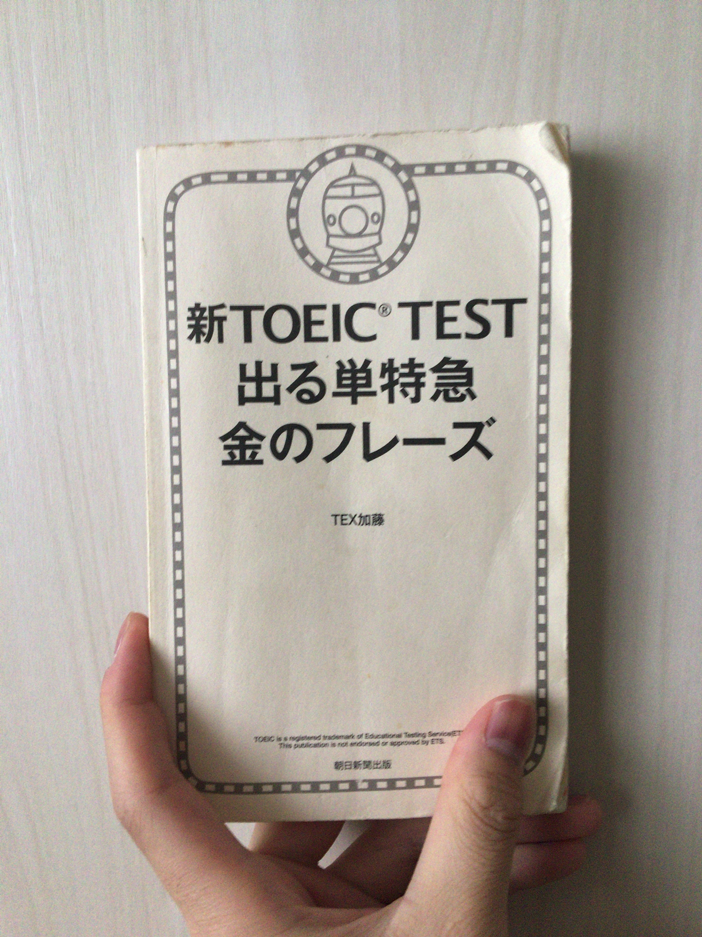 新TOEIC® TEST
出る単特急
金のフレーズ
TEX加藤
TOEIC is a registered trademark of Educational Testing Service(ET
This publication is not endorsed or approved by ETS.
朝日新聞出版